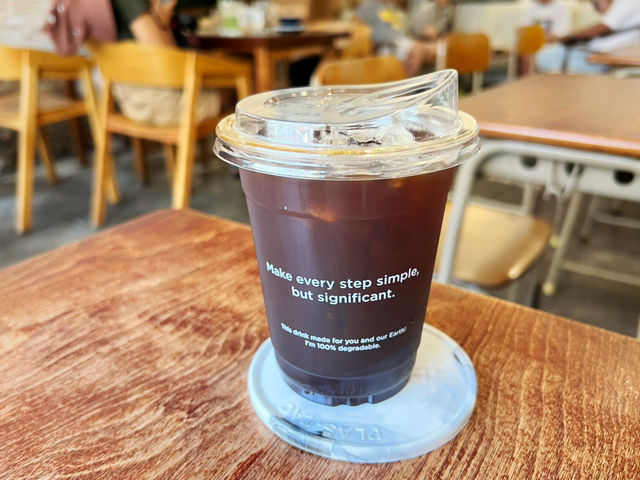 Make every step simple,
but significant.
This drink made for you and our Earth!
I'm 100% degradable.